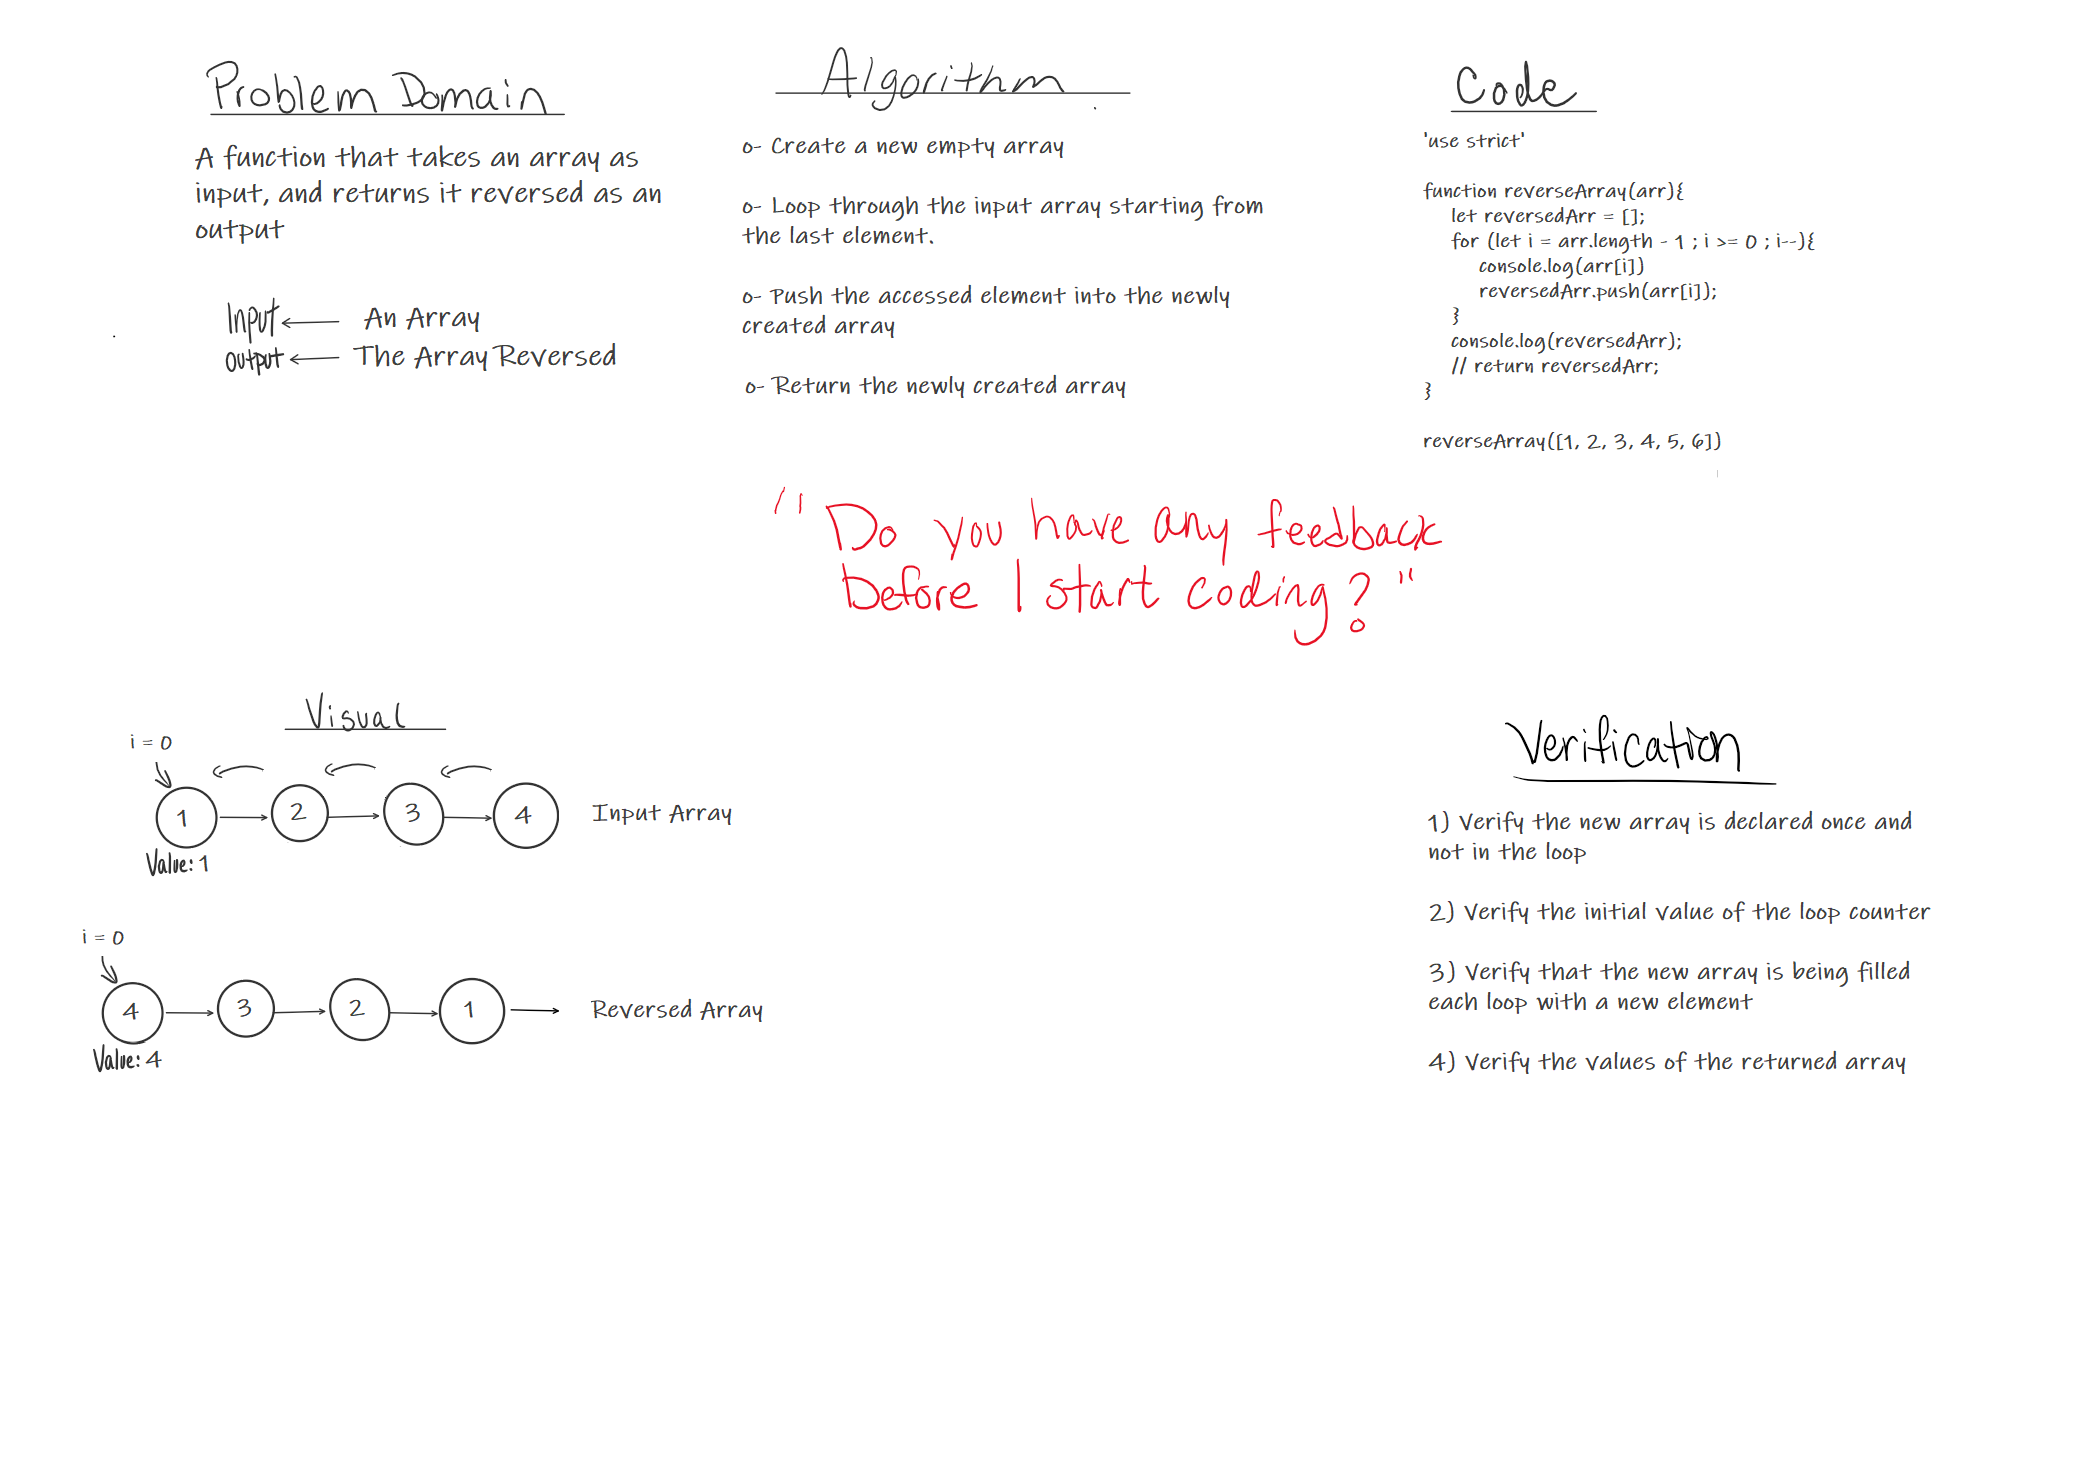 Problem Domain
A function that takes an array as
input, and returns it reversed as an
output
Input An Array
output The Array Reversed
Algorithm
o- Create a new empty array
o- Loop through the input array starting from
the last element.
o- Push the accessed element into the newly
created array
o- Return the newly created array
Code
'use strict'
function reverseArray(arr){
let reversedArr = [];
for (let i = arr.length - 1 ; i >= 0 ; i--){
console.log(arr[i])
reversedArr.push(arr[i]);
}
console.log(reversedArr);
// return reversedArr;
}
reverseArray([1, 2, 3, 4, 5, 6])
"Do you have any feedback
before I start coding?"
Visual
i = 0
1 2 3 4 Input Array
Value: 1
i = 0
4 3 2 1 Reversed Array
Value: 4
Verification
1) Verify the new array is declared once and
not in the loop
2) Verify the initial value of the loop counter
3) Verify that the new array is being filled
each loop with a new element
4) Verify the values of the returned array